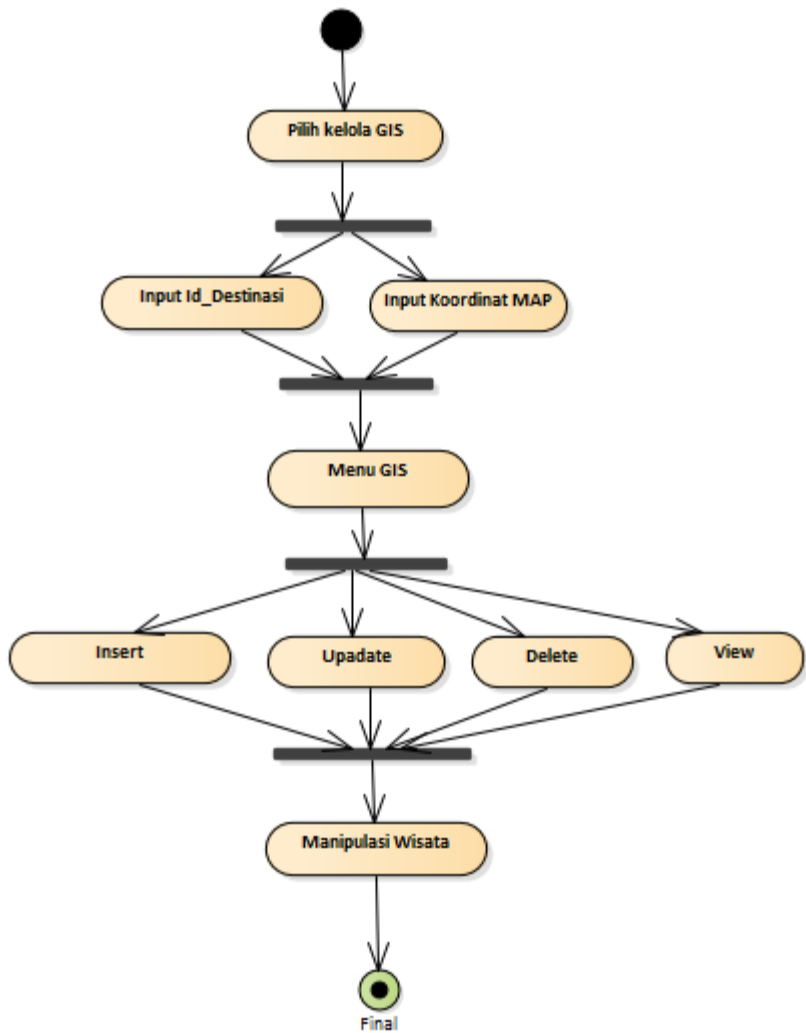 Pilih kelola GIS
Input Id_Destinasi
Input Koordinat MAP
Menu GIS
Insert
Upadate
Delete
View
Manipulasi Wisata
Final